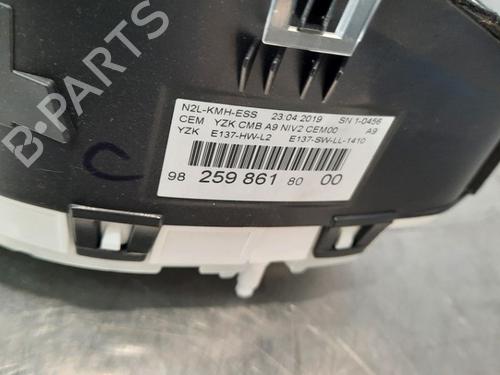 N2L-KMH-ESS 23.04.2019 SN 1-0456
CEM YZK CMB A9 NIV2 CEM00 A9
YZK E137-HW-L2 E137-SW-LL-1410
98 259 861 80 00
C
B-PARTS